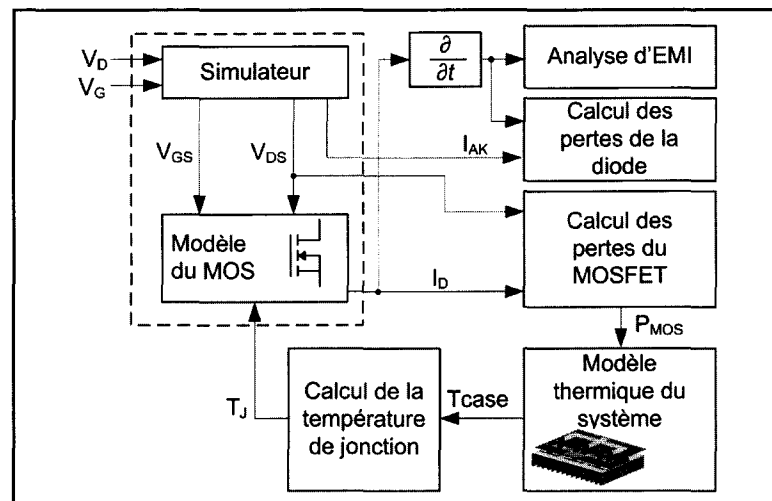 V_D
V_G
Simulateur
∂
∂t
Analyse d'EMI
Calcul des
pertes de la
diode
V_GS
V_DS
I_AK
Modèle
du MOS
Calcul des
pertes du
MOSFET
I_D
P_MOS
T_J
Calcul de la
température
de jonction
Tcase
Modèle
thermique du
système